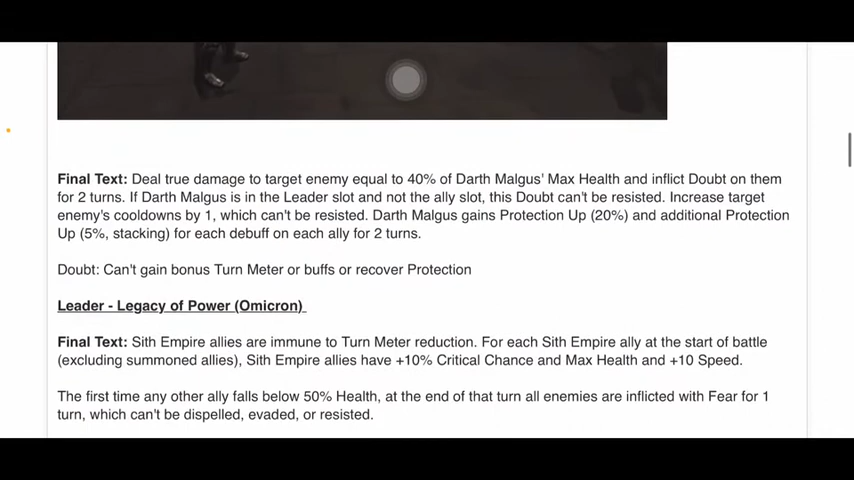 Final Text: Deal true damage to target enemy equal to 40% of Darth Malgus' Max Health and inflict Doubt on them
for 2 turns. If Darth Malgus is in the Leader slot and not the ally slot, this Doubt can't be resisted. Increase target
enemy's cooldowns by 1, which can't be resisted. Darth Malgus gains Protection Up (20%) and additional Protection
Up (5%, stacking) for each debuff on each ally for 2 turns.
Doubt: Can't gain bonus Turn Meter or buffs or recover Protection
Leader - Legacy of Power (Omicron)
Final Text: Sith Empire allies are immune to Turn Meter reduction. For each Sith Empire ally at the start of battle
(excluding summoned allies), Sith Empire allies have +10% Critical Chance and Max Health and +10 Speed.
The first time any other ally falls below 50% Health, at the end of that turn all enemies are inflicted with Fear for 1
turn, which can't be dispelled, evaded, or resisted.